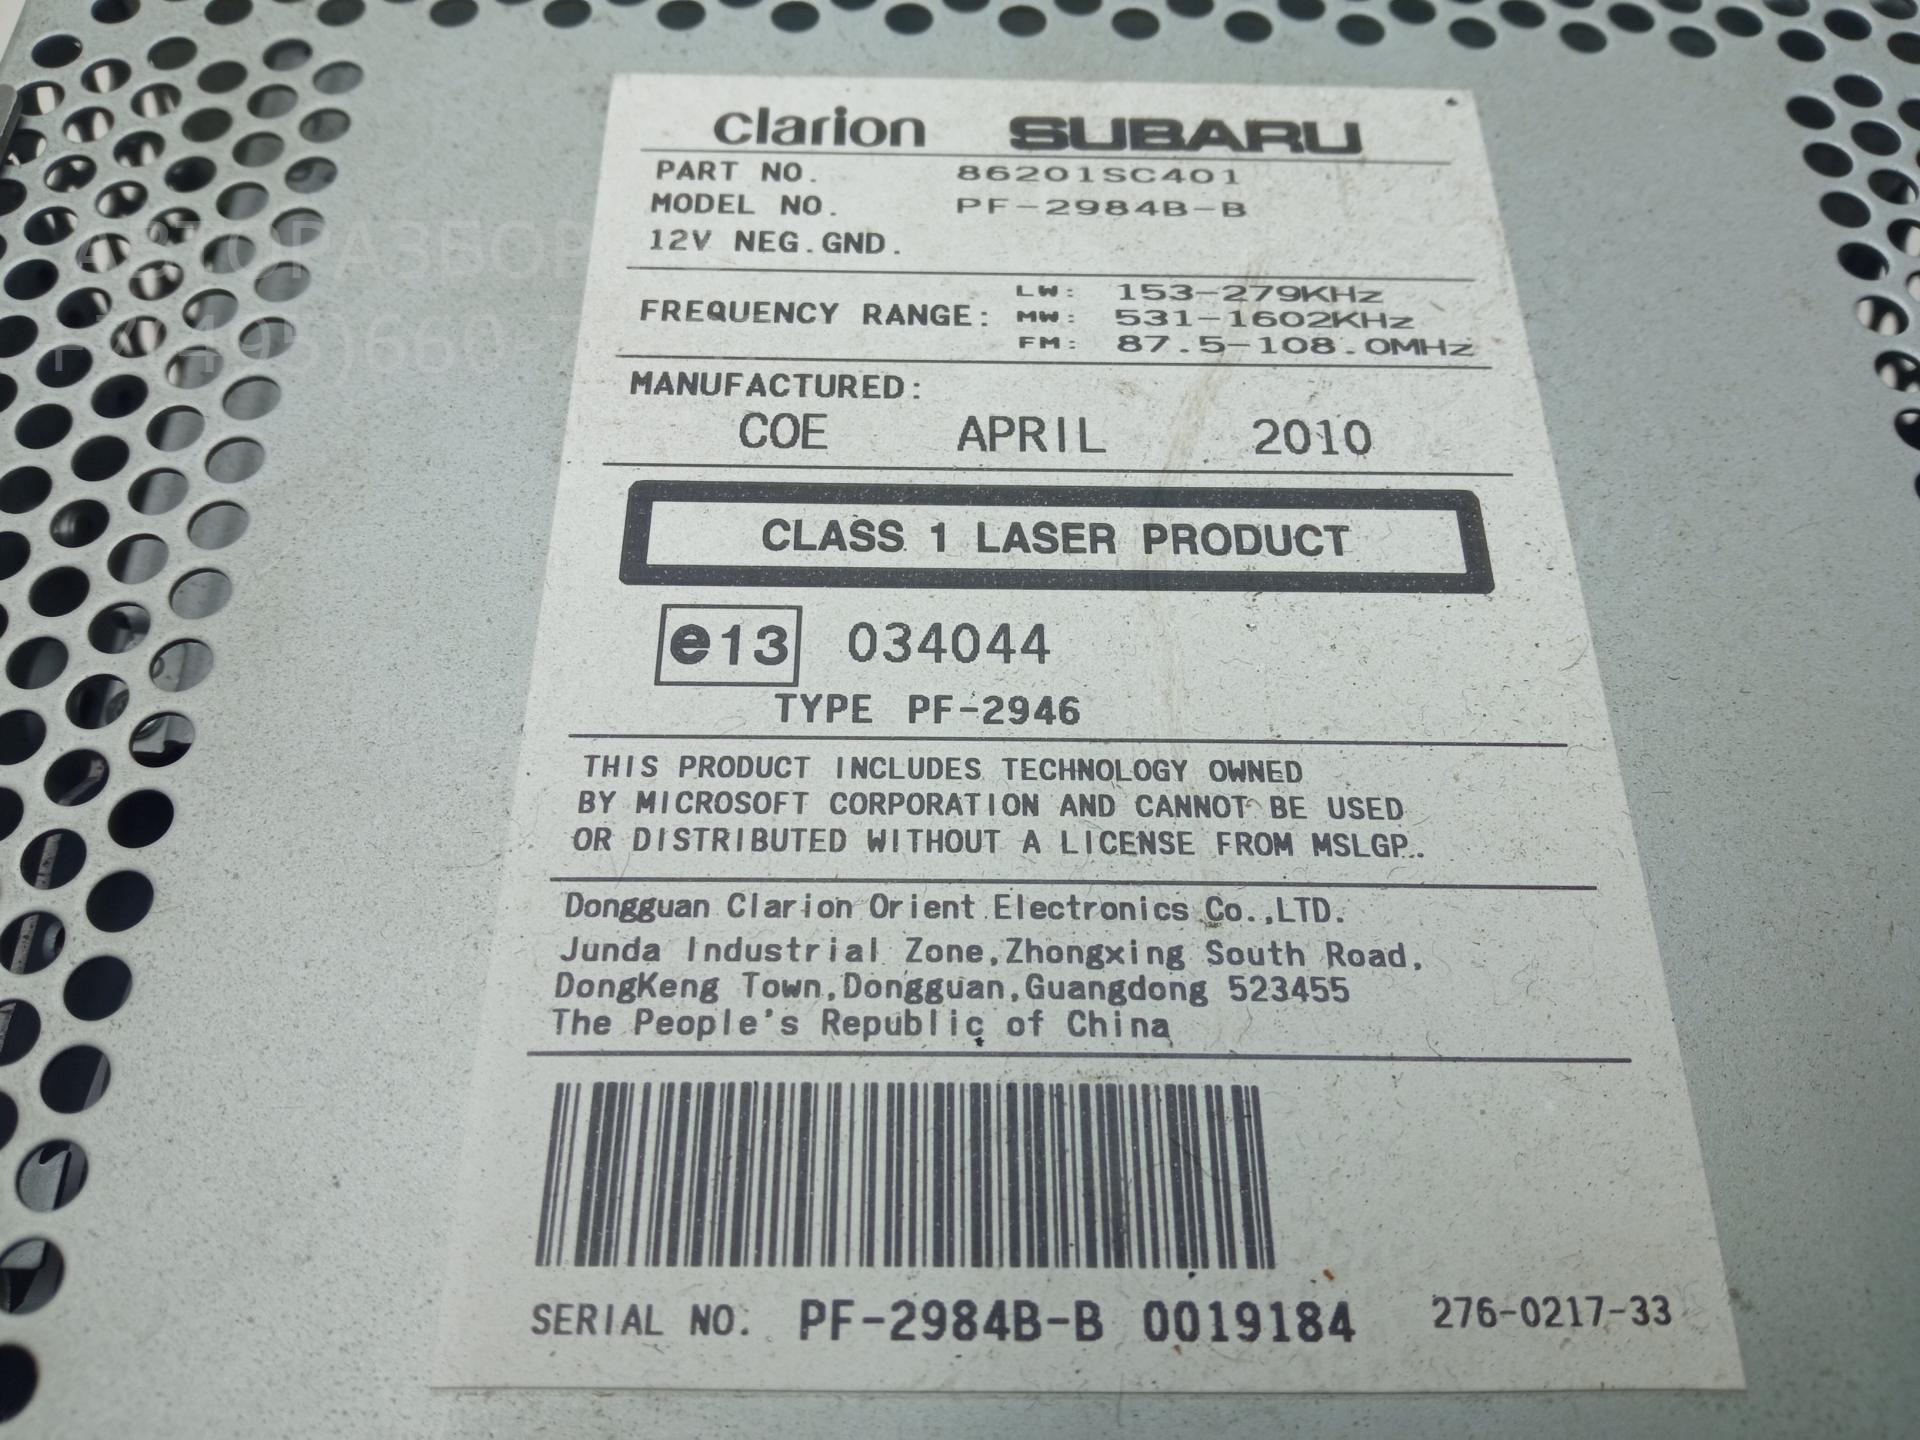 clarion SUBARU
PART NO. 86201SC401
MODEL NO. PF-2984B-B
12V NEG.GND.
FREQUENCY RANGE: LW: 153-279KHz
MW: 531-1602KHz
FM: 87.5-108.0MHz
MANUFACTURED:
COE APRIL 2010
CLASS 1 LASER PRODUCT
e13 034044
TYPE PF-2946
THIS PRODUCT INCLUDES TECHNOLOGY OWNED
BY MICROSOFT CORPORATION AND CANNOT BE USED
OR DISTRIBUTED WITHOUT A LICENSE FROM MSLGP..
Dongguan Clarion Orient Electronics Co.,LTD.
Junda Industrial Zone,Zhongxing South Road,
DongKeng Town,Dongguan,Guangdong 523455
The People's Republic of China
SERIAL NO. PF-2984B-B 0019184 276-0217-33
АВТОРАЗБОР